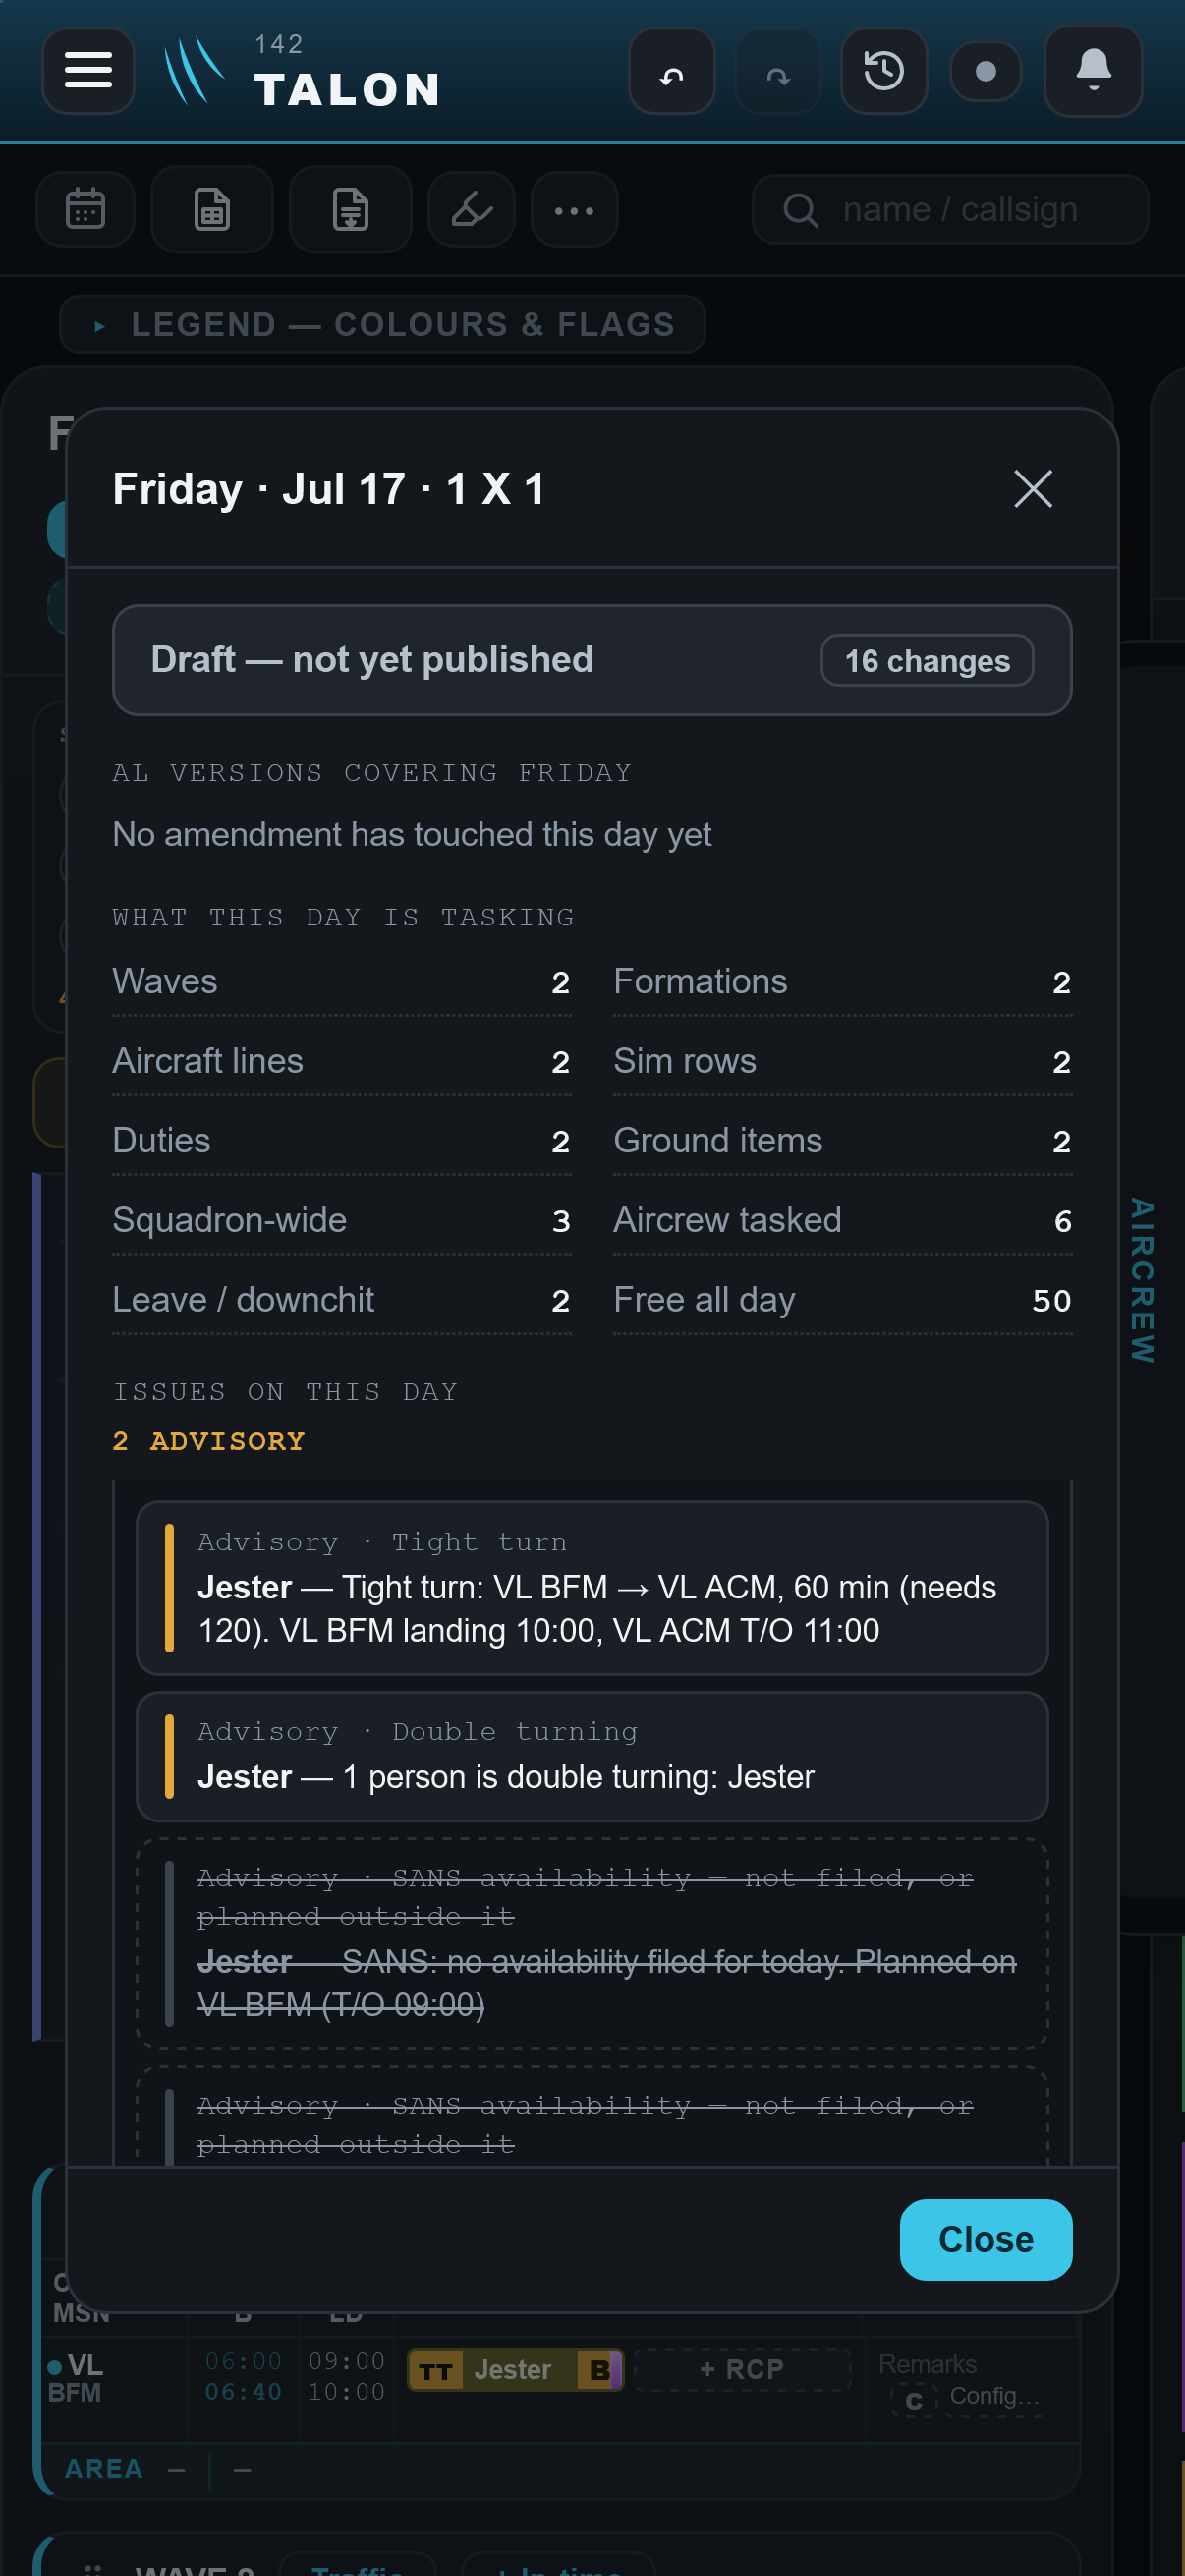 142
TALON
name / callsign
LEGEND — COLOURS & FLAGS
F
Friday · Jul 17 · 1 X 1
Draft — not yet published
16 changes
AL VERSIONS COVERING FRIDAY
No amendment has touched this day yet
WHAT THIS DAY IS TASKING
Waves 2
Formations 2
Aircraft lines 2
Sim rows 2
Duties 2
Ground items 2
Squadron-wide 3
Aircrew tasked 6
Leave / downchit 2
Free all day 50
AIRCREW
ISSUES ON THIS DAY
2 ADVISORY
Advisory · Tight turn
Jester — Tight turn: VL BFM → VL ACM, 60 min (needs
120). VL BFM landing 10:00, VL ACM T/O 11:00
Advisory · Double turning
Jester — 1 person is double turning: Jester
Advisory · SANS availability — not filed, or
planned outside it
Jester — SANS: no availability filed for today. Planned on
VL BFM (T/O 09:00)
Advisory · SANS availability — not filed, or
planned outside it
Close
MSN
VL
BFM
06:00
06:40
09:00
10:00
TT Jester B
+ RCP
Remarks
C Config...
AREA — —
WAVE 2 Traffic + In-time